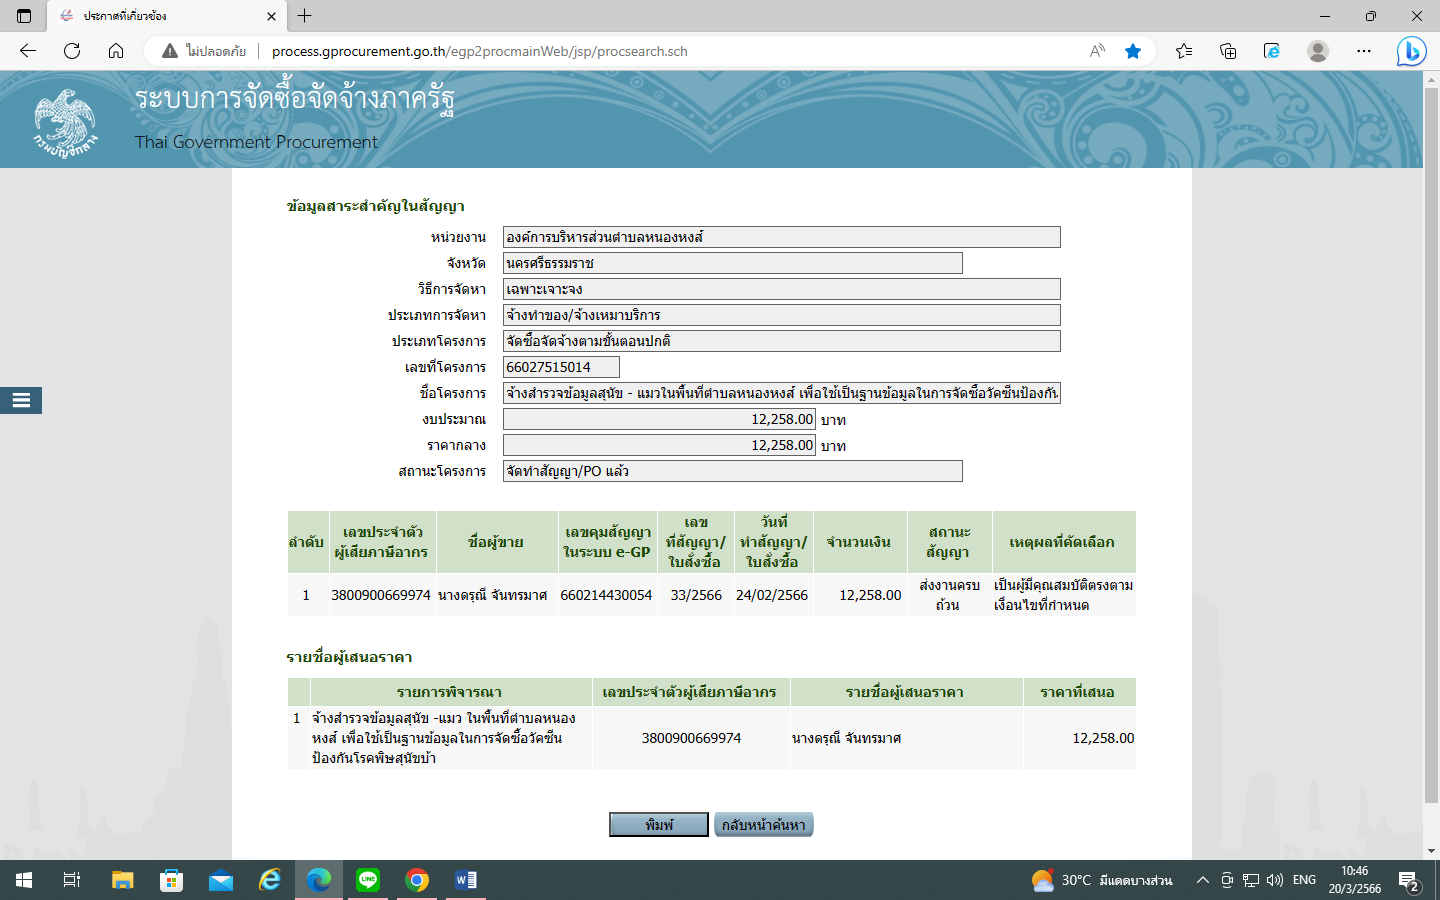 ประกาศที่เกี่ยวข้อง
ไม่ปลอดภัย
process.gprocurement.go.th/egp2procmainWeb/jsp/procsearch.sch
ระบบการจัดซื้อจัดจ้างภาครัฐ
Thai Government Procurement
กรมบัญชีกลาง
ข้อมูลสาระสำคัญในสัญญา
หน่วยงาน องค์การบริหารส่วนตำบลหนองหงส์
จังหวัด นครศรีธรรมราช
วิธีการจัดหา เฉพาะเจาะจง
ประเภทการจัดหา จ้างทำของ/จ้างเหมาบริการ
ประเภทโครงการ จัดซื้อจัดจ้างตามขั้นตอนปกติ
เลขที่โครงการ 66027515014
ชื่อโครงการ จ้างสำรวจข้อมูลสุนัข - แมวในพื้นที่ตำบลหนองหงส์ เพื่อใช้เป็นฐานข้อมูลในการจัดซื้อวัคซีนป้องกัน
งบประมาณ 12,258.00 บาท
ราคากลาง 12,258.00 บาท
สถานะโครงการ จัดทำสัญญา/PO แล้ว
ลำดับ เลขประจำตัวผู้เสียภาษีอากร ชื่อผู้ขาย เลขคุมสัญญาในระบบ e-GP เลขที่สัญญา/ใบสั่งซื้อ วันที่ทำสัญญา/ใบสั่งซื้อ จำนวนเงิน สถานะสัญญา เหตุผลที่คัดเลือก
1 3800900669974 นางดรุณี จันทรมาศ 660214430054 33/2566 24/02/2566 12,258.00 ส่งงานครบถ้วน เป็นผู้มีคุณสมบัติตรงตามเงื่อนไขที่กำหนด
รายชื่อผู้เสนอราคา
รายการพิจารณา เลขประจำตัวผู้เสียภาษีอากร รายชื่อผู้เสนอราคา ราคาที่เสนอ
1 จ้างสำรวจข้อมูลสุนัข -แมว ในพื้นที่ตำบลหนอง
หงส์ เพื่อใช้เป็นฐานข้อมูลในการจัดซื้อวัคซีน 3800900669974 นางดรุณี จันทรมาศ 12,258.00
ป้องกันโรคพิษสุนัขบ้า
พิมพ์ กลับหน้าค้นหา
30°C มีแดดบางส่วน ENG 10:46
20/3/2566 2